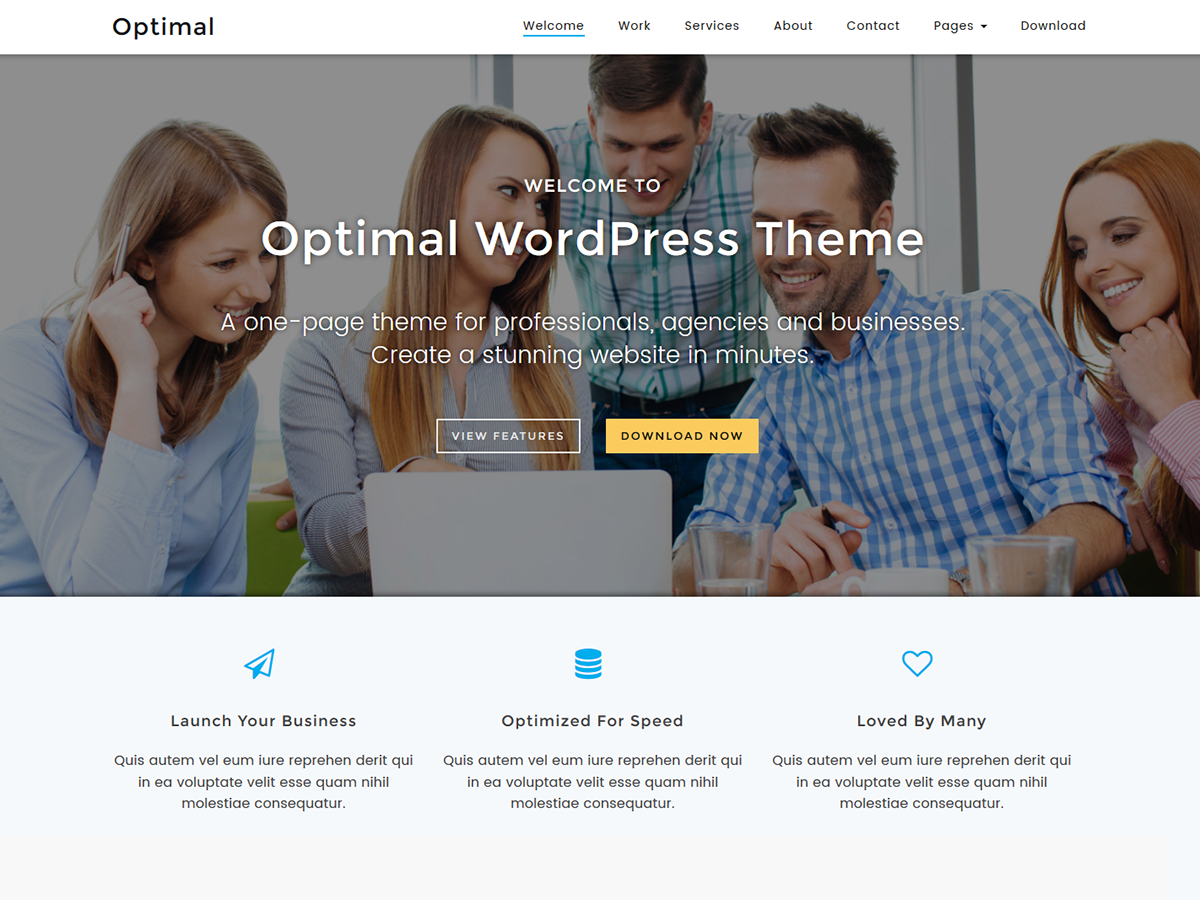 Optimal
Welcome Work Services About Contact Pages Download
WELCOME TO
Optimal WordPress Theme
A one-page theme for professionals, agencies and businesses.
Create a stunning website in minutes.
VIEW FEATURES DOWNLOAD NOW
Launch Your Business Optimized For Speed Loved By Many
Quis autem vel eum iure reprehen derit qui
in ea voluptate velit esse quam nihil
molestiae consequatur.
Quis autem vel eum iure reprehen derit qui
in ea voluptate velit esse quam nihil
molestiae consequatur.
Quis autem vel eum iure reprehen derit qui
in ea voluptate velit esse quam nihil
molestiae consequatur.